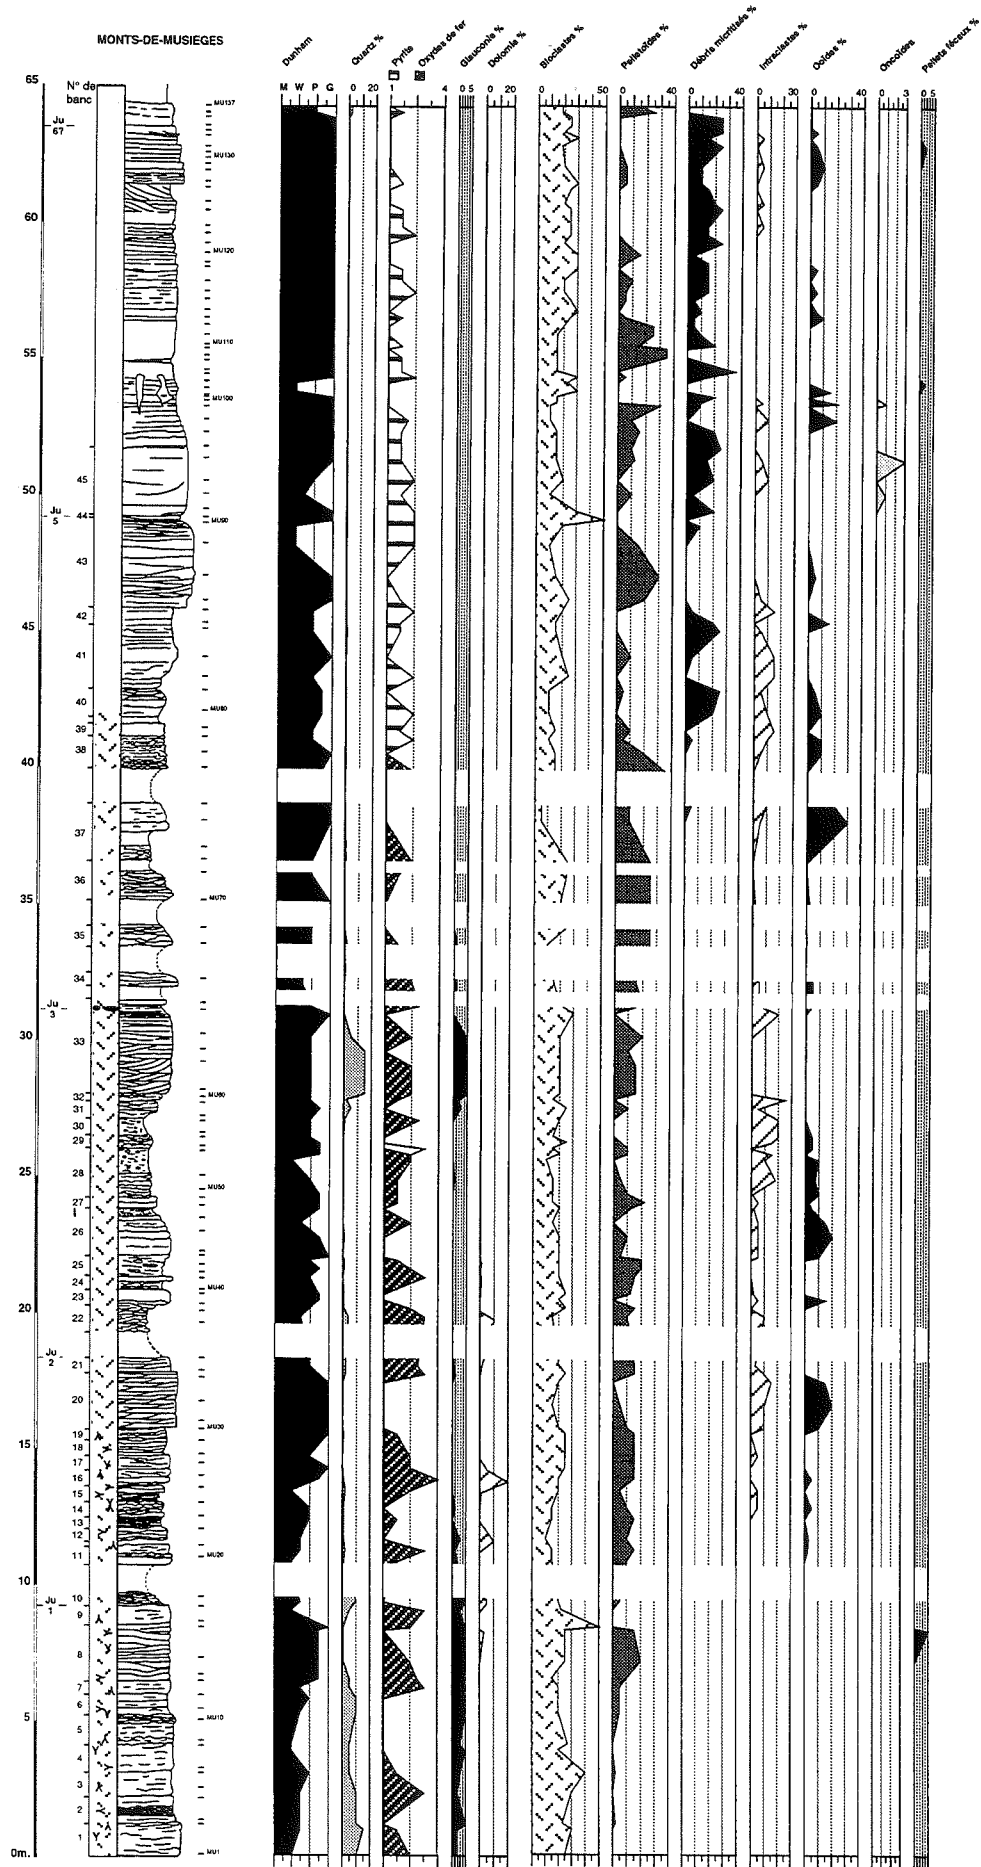 MONTS-DE-MUSIEGES
Dunham
Quartz %
Pyrite
Oxydes de fer
Glauconie %
Dolomie %
Bioclastes %
Pelletoïdes %
Débris micritisés %
Intraclastes %
Ooïdes %
Oncoïdes
Pellets fécaux %
N° de banc
M W P G
0 20
1 4
0 5
0 20
0 50
0 40
0 40
0 30
0 40
0 3
0 5
65
MU137
Ju 67
MU130
60
MU120
55
MU110
MU100
50
45
Ju 5
44
MU90
43
42
45
41
40
MU80
39
38
40
37
36
35
MU70
35
34
Ju 3
30
33
MU60
32
31
30
29
25
28
MU50
27
26
25
24
MU40
23
20
22
Ju 2
21
20
MU30
15
19
18
17
16
15
14
13
12
11
MU20
10
Ju 1
10
9
8
7
6
5
MU10
5
4
3
2
1
0m.
MU1